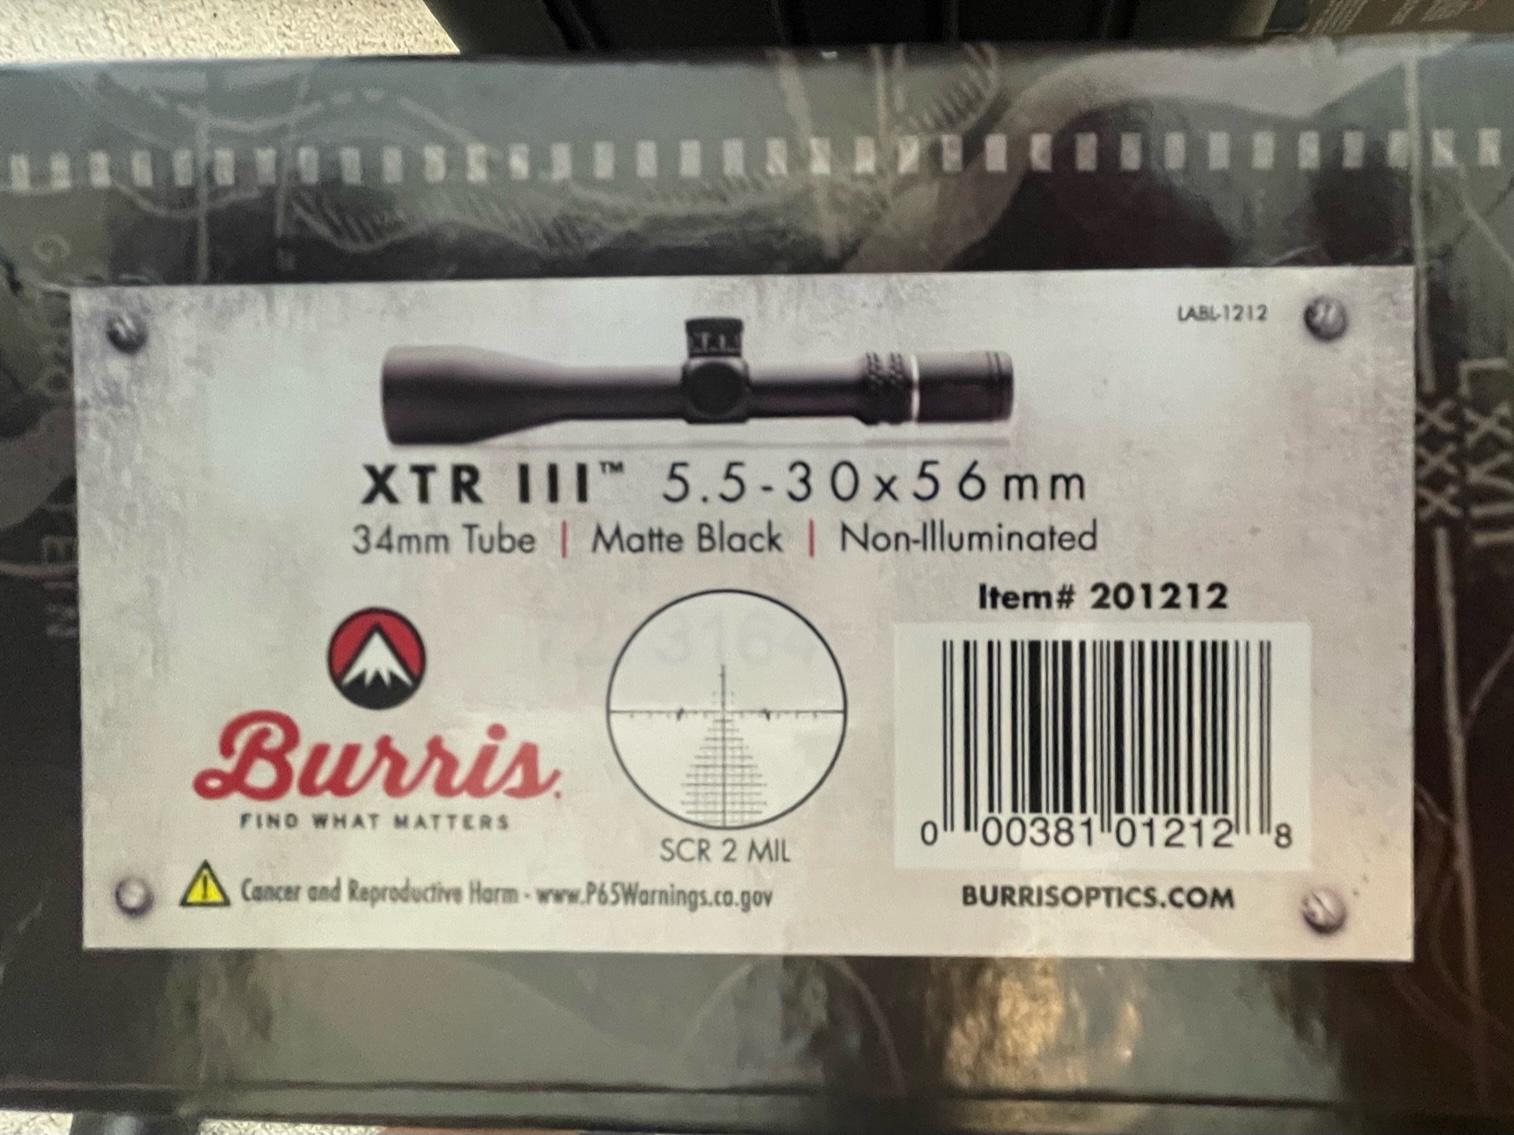 LABL-1212
XTR III™ 5.5-30x56mm
34mm Tube | Matte Black | Non-Illuminated
Item# 201212
Burris.
FIND WHAT MATTERS
SCR 2 MIL
0 00381 01212 8
Cancer and Reproductive Harm - www.P65Warnings.ca.gov
BURRISOPTICS.COM